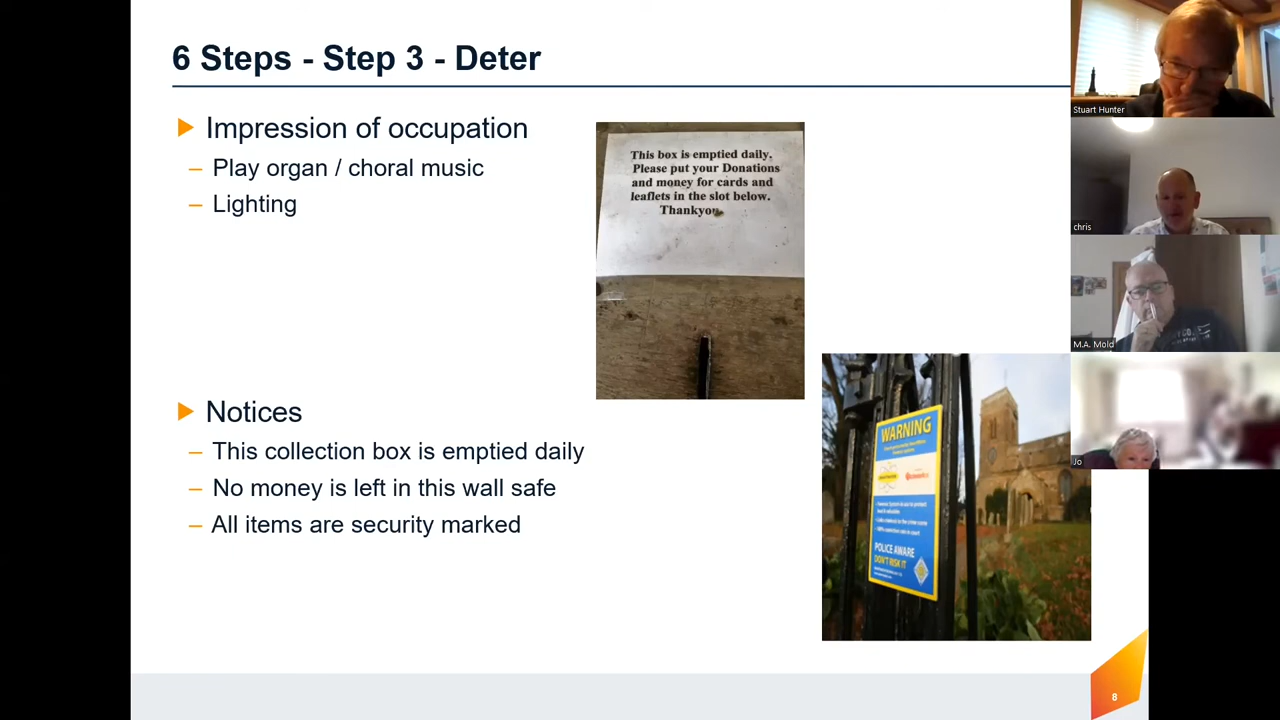 6 Steps - Step 3 - Deter
Impression of occupation
– Play organ / choral music
– Lighting
This box is emptied daily.
Please put your Donations
and money for cards and
leaflets in the slot below.
Thankyou
Notices
– This collection box is emptied daily
– No money is left in this wall safe
– All items are security marked
WARNING
POLICE AWARE
DON'T RISK IT
8
Stuart Hunter
chris
M.A. Mold
Jo